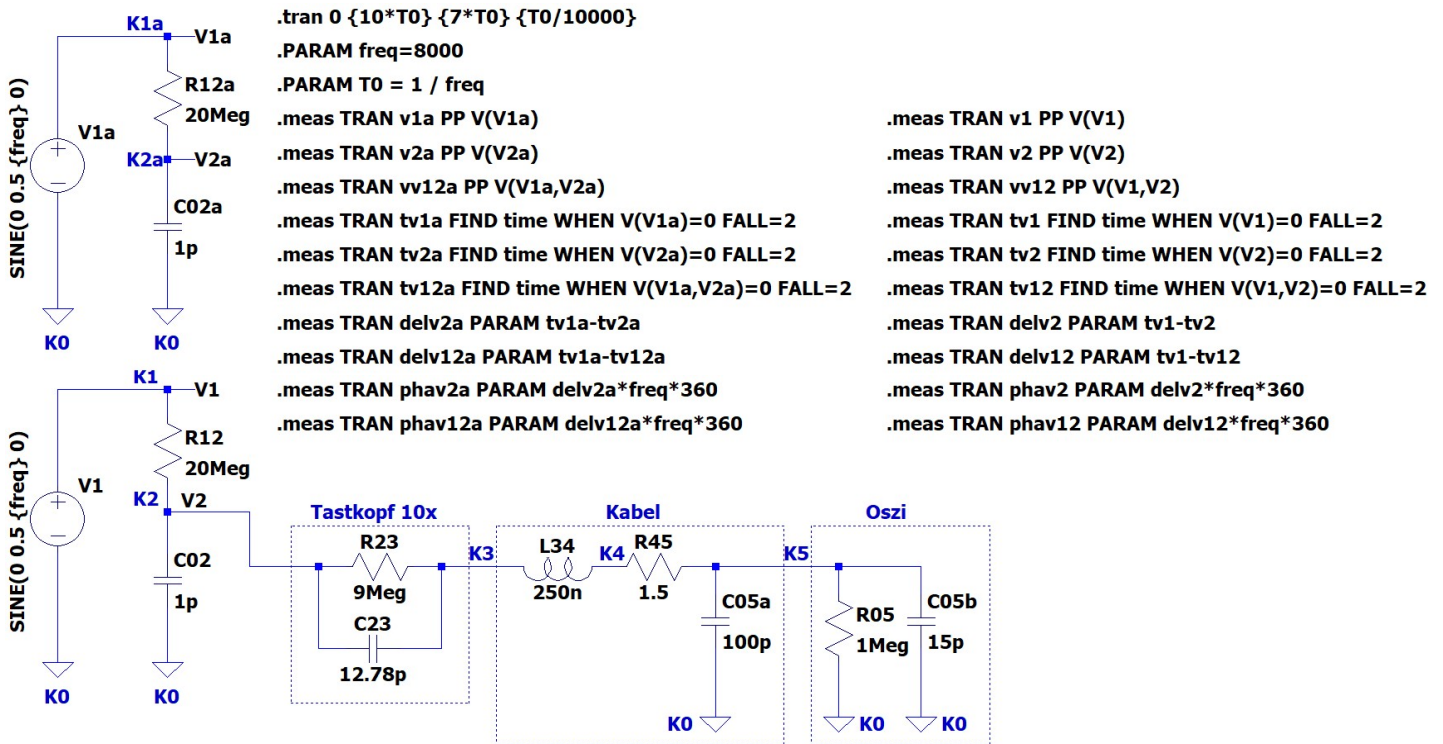 .tran 0 {10*T0} {7*T0} {T0/10000}
.PARAM freq=8000
.PARAM T0 = 1 / freq
.meas TRAN v1a PP V(V1a)
.meas TRAN v2a PP V(V2a)
.meas TRAN vv12a PP V(V1a,V2a)
.meas TRAN tv1a FIND time WHEN V(V1a)=0 FALL=2
.meas TRAN tv2a FIND time WHEN V(V2a)=0 FALL=2
.meas TRAN tv12a FIND time WHEN V(V1a,V2a)=0 FALL=2
.meas TRAN delv2a PARAM tv1a-tv2a
.meas TRAN delv12a PARAM tv1a-tv12a
.meas TRAN phav2a PARAM delv2a*freq*360
.meas TRAN phav12a PARAM delv12a*freq*360
.meas TRAN v1 PP V(V1)
.meas TRAN v2 PP V(V2)
.meas TRAN vv12 PP V(V1,V2)
.meas TRAN tv1 FIND time WHEN V(V1)=0 FALL=2
.meas TRAN tv2 FIND time WHEN V(V2)=0 FALL=2
.meas TRAN tv12 FIND time WHEN V(V1,V2)=0 FALL=2
.meas TRAN delv2 PARAM tv1-tv2
.meas TRAN delv12 PARAM tv1-tv12
.meas TRAN phav2 PARAM delv2*freq*360
.meas TRAN phav12 PARAM delv12*freq*360
K1a
V1a
R12a
20Meg
V1a
SINE(0 0.5 {freq} 0)
K2a
V2a
C02a
1p
K0
K0
K1
V1
R12
20Meg
V1
SINE(0 0.5 {freq} 0)
K2
V2
C02
1p
K0
K0
Tastkopf 10x
R23
9Meg
C23
12.78p
K3
Kabel
L34
250n
K4
R45
1.5
C05a
100p
K0
K5
Oszi
R05
1Meg
C05b
15p
K0
K0